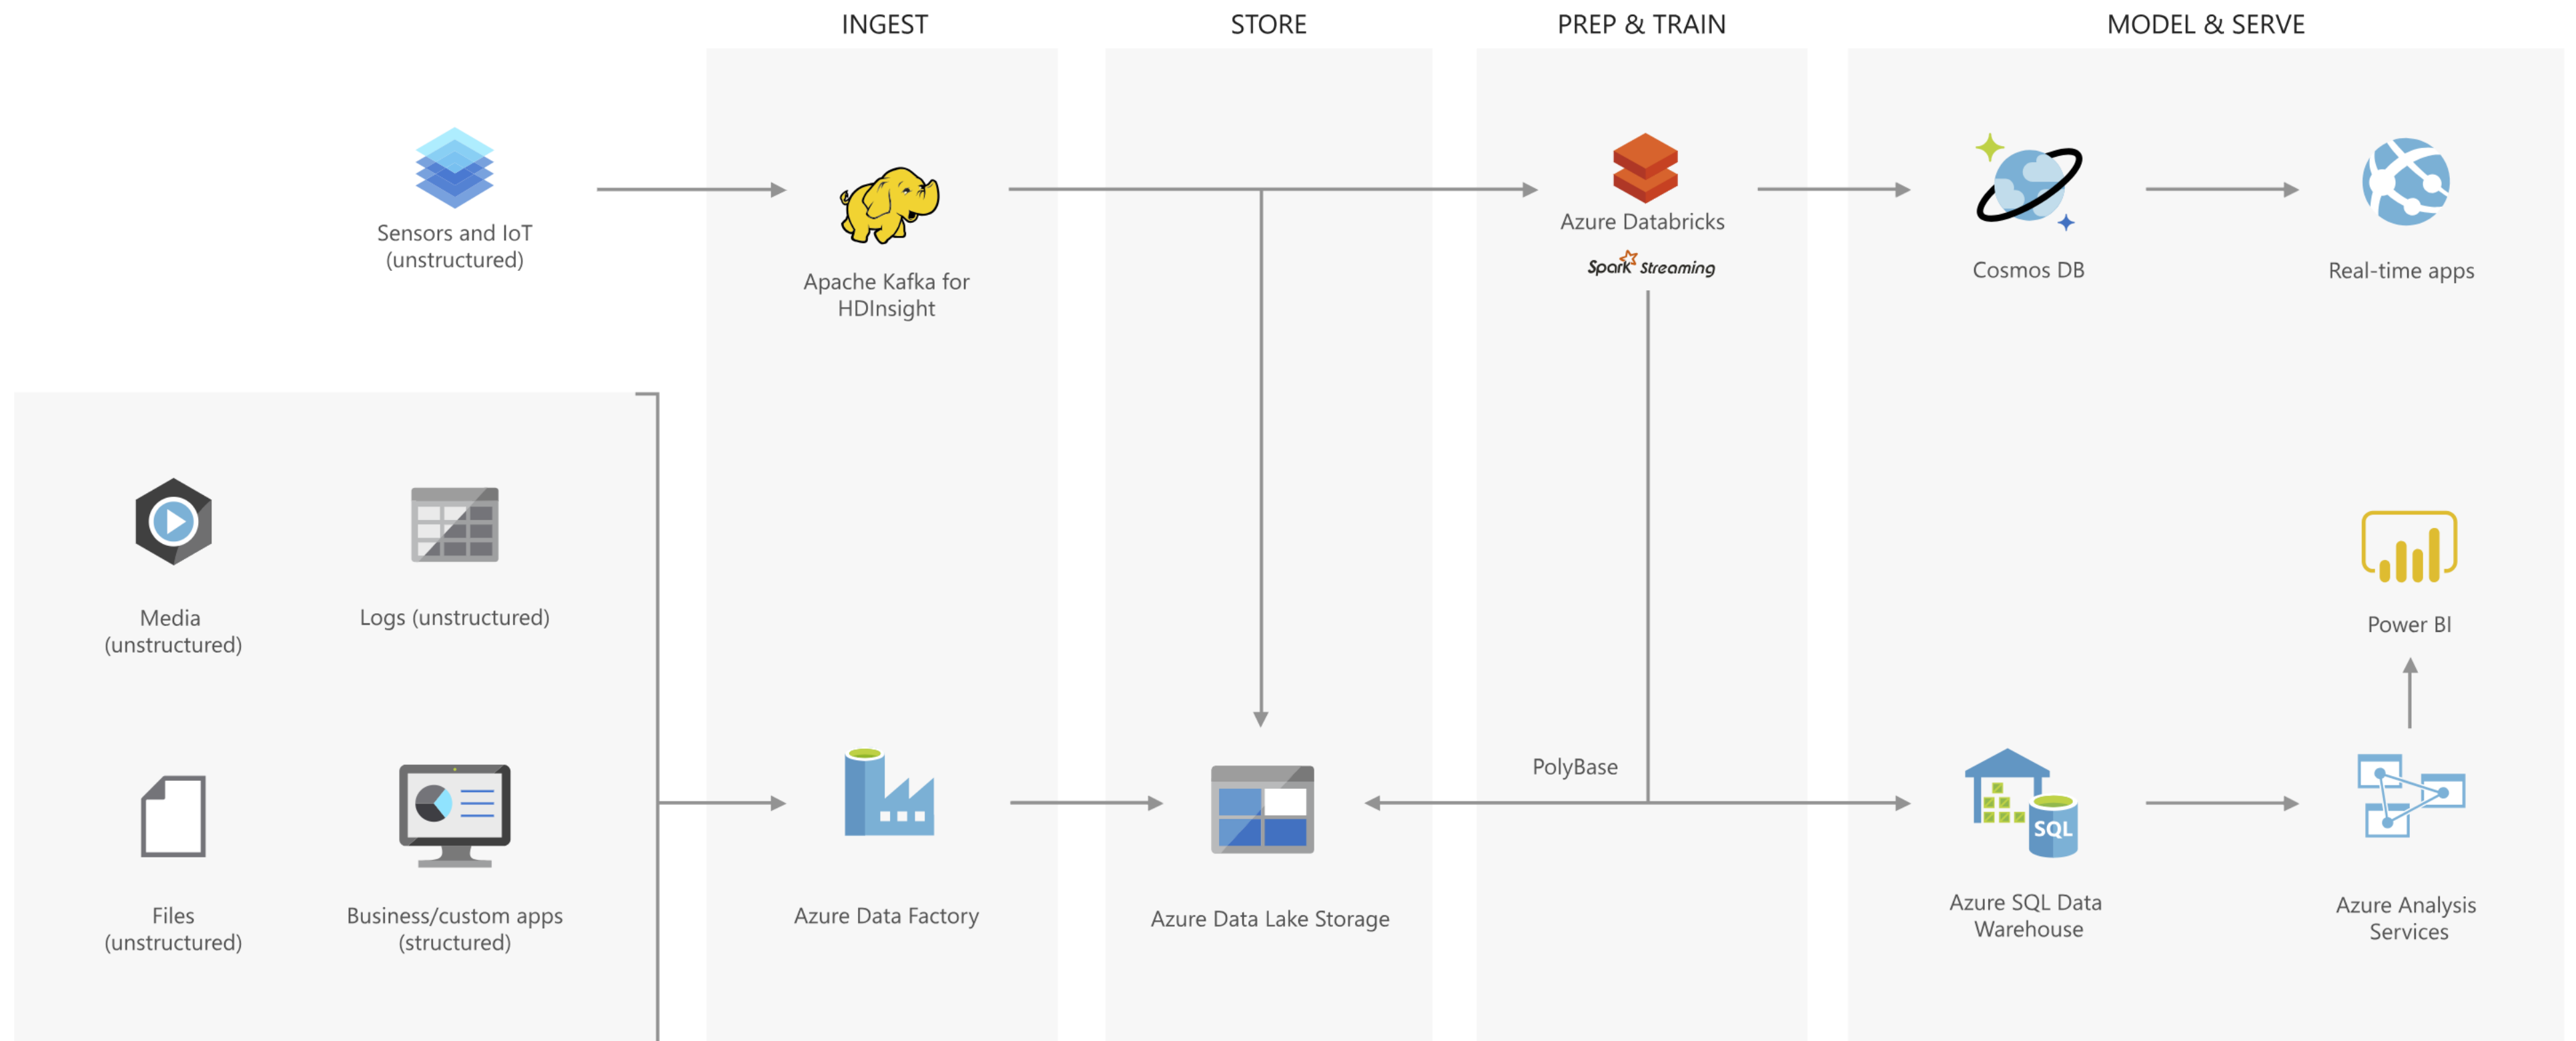 INGEST
STORE
PREP & TRAIN
MODEL & SERVE
Sensors and IoT
(unstructured)
Apache Kafka for
HDInsight
Azure Databricks
Spark Streaming
Cosmos DB
Real-time apps
Media
(unstructured)
Logs (unstructured)
Power BI
PolyBase
SQL
Files
(unstructured)
Business/custom apps
(structured)
Azure Data Factory
Azure Data Lake Storage
Azure SQL Data
Warehouse
Azure Analysis
Services